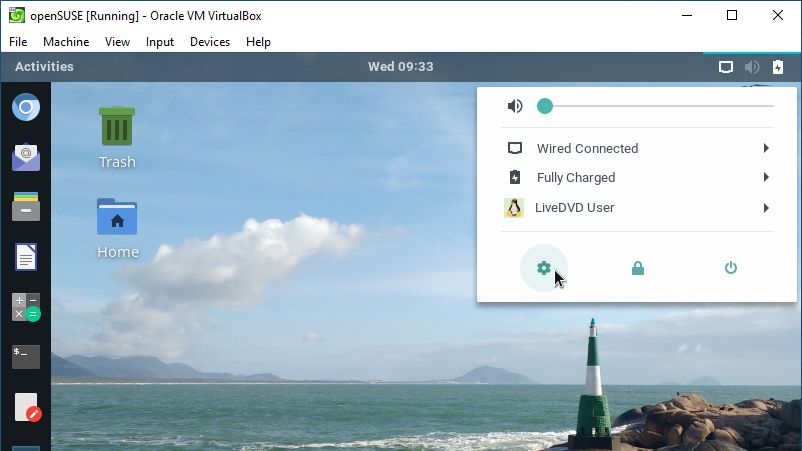 openSUSE [Running] - Oracle VM VirtualBox
File Machine View Input Devices Help
Activities Wed 09:33
Trash
Home
Wired Connected
Fully Charged
LiveDVD User